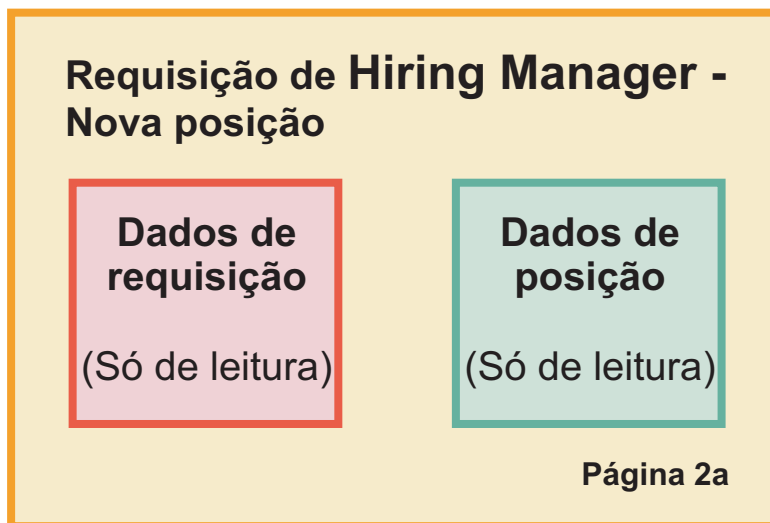 Requisição de Hiring Manager -
Nova posição
Dados de
requisição
(Só de leitura)
Dados de
posição
(Só de leitura)
Página 2a